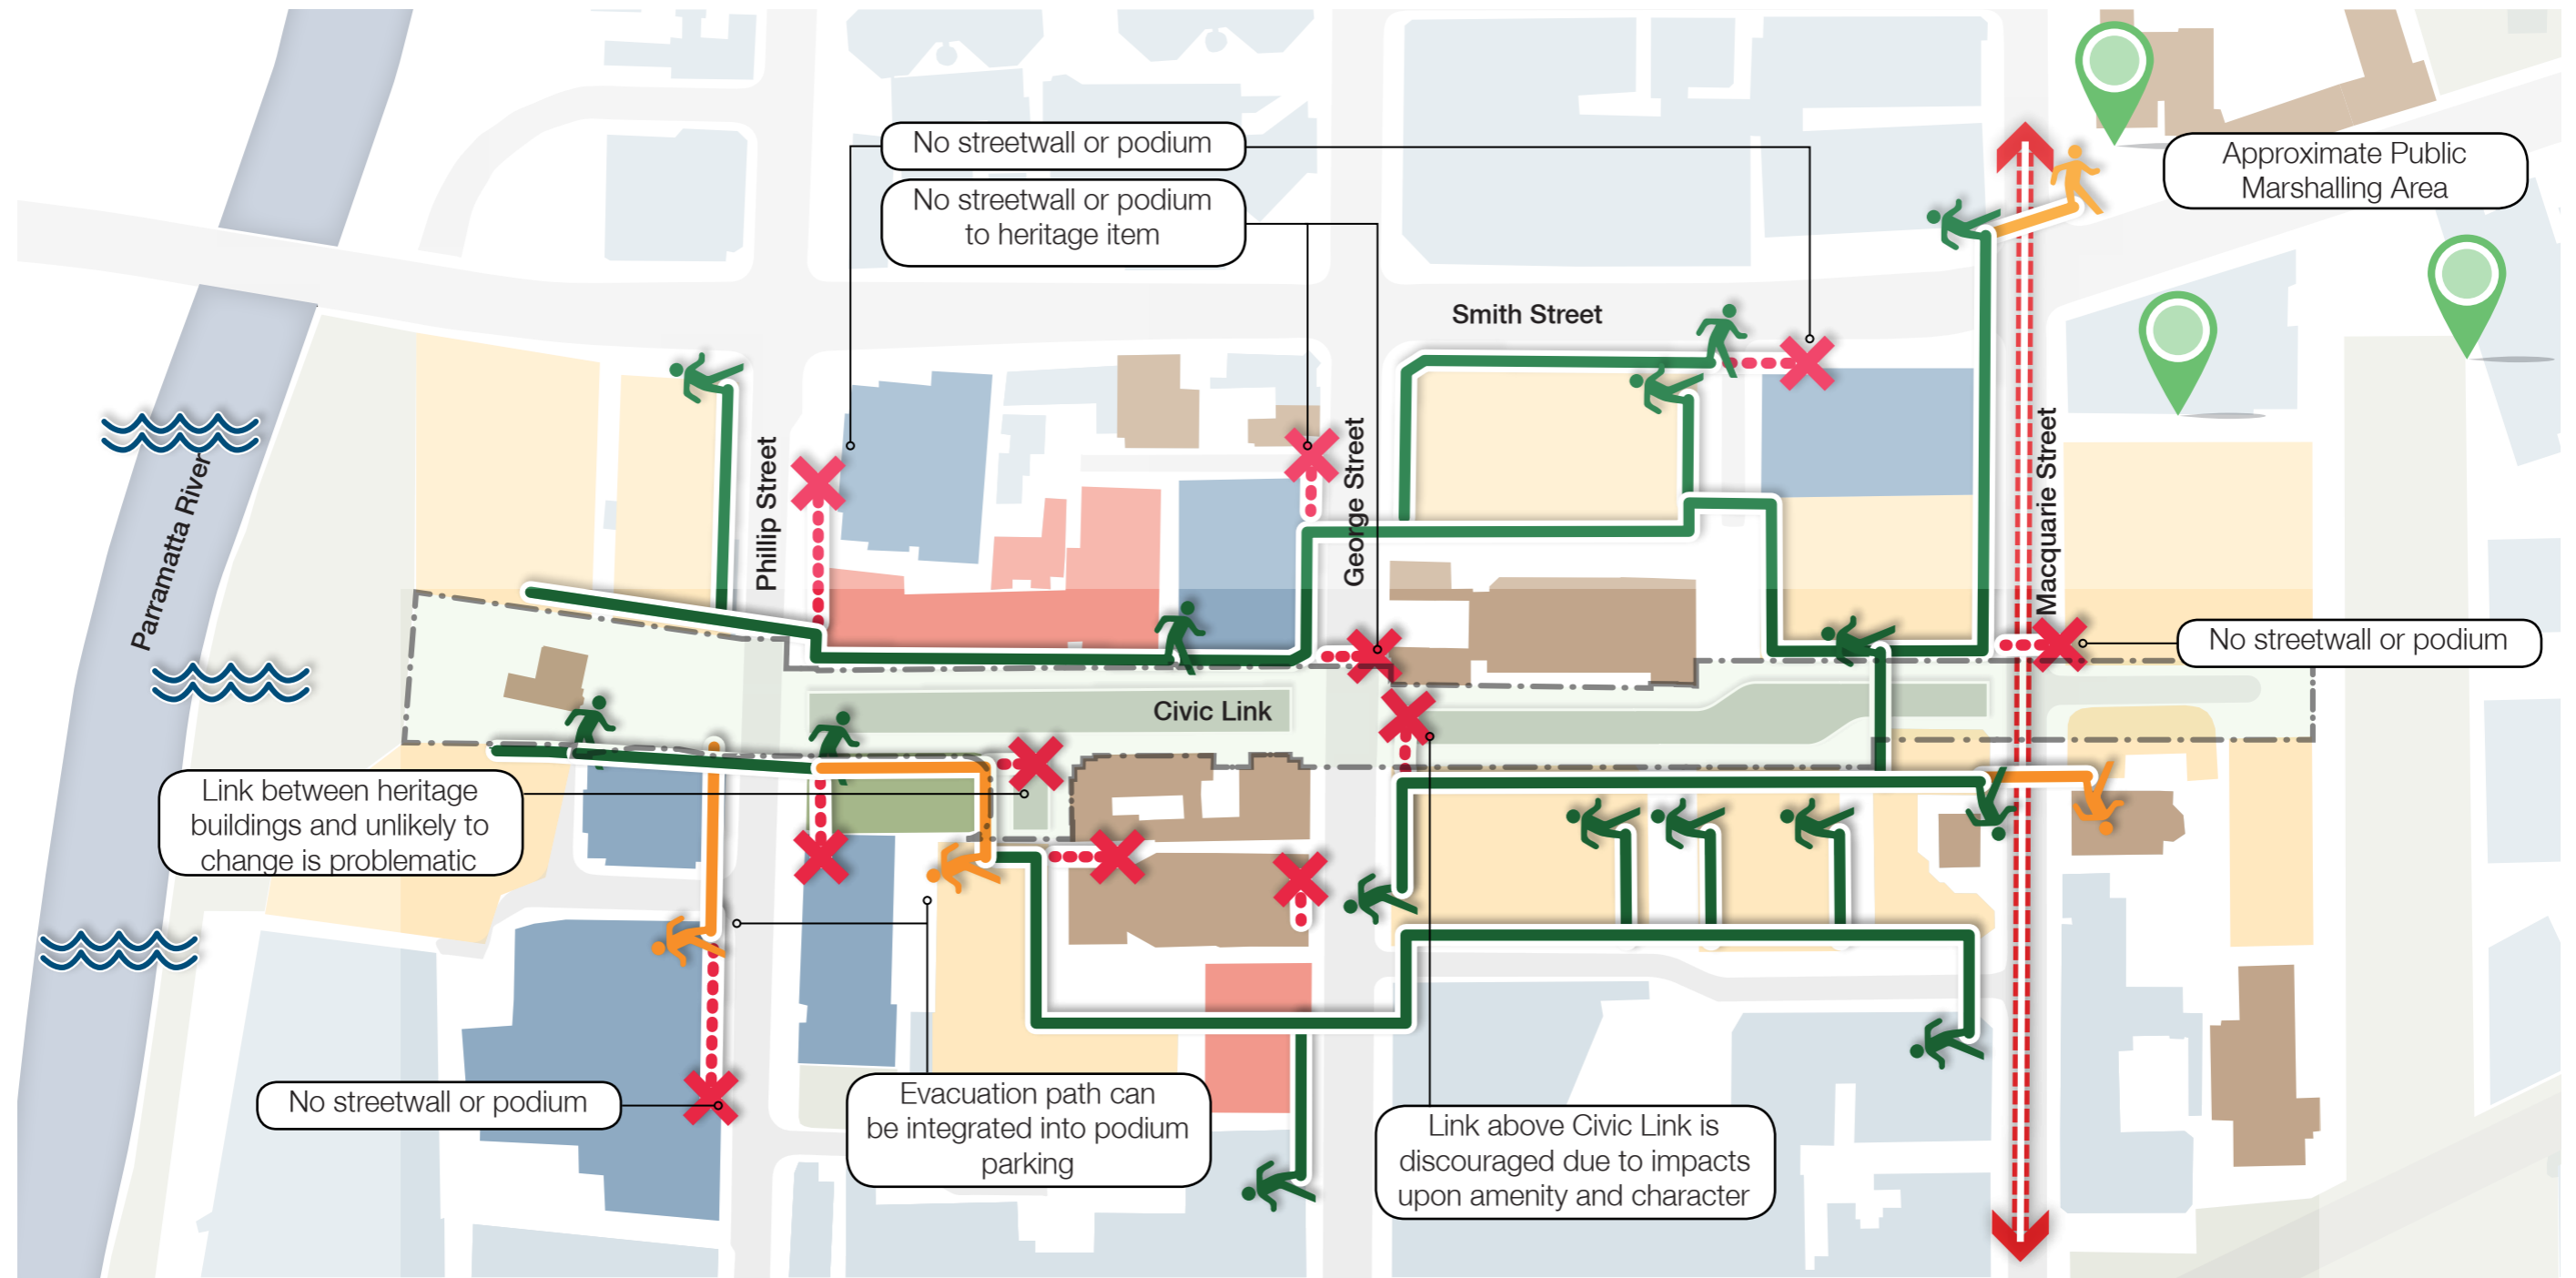 No streetwall or podium
No streetwall or podium
to heritage item
Approximate Public
Marshalling Area
Smith Street
Phillip Street
George Street
Macquarie Street
Parramatta River
No streetwall or podium
Civic Link
Link between heritage
buildings and unlikely to
change is problematic
No streetwall or podium
Evacuation path can
be integrated into podium
parking
Link above Civic Link is
discouraged due to impacts
upon amenity and character